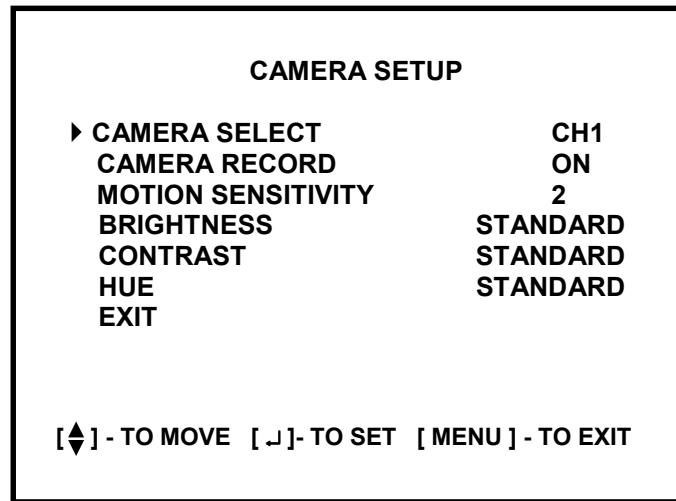 CAMERA SETUP
CAMERA SELECT CH1
CAMERA RECORD ON
MOTION SENSITIVITY 2
BRIGHTNESS STANDARD
CONTRAST STANDARD
HUE STANDARD
EXIT
[⬍] - TO MOVE [↵]- TO SET [ MENU ] - TO EXIT